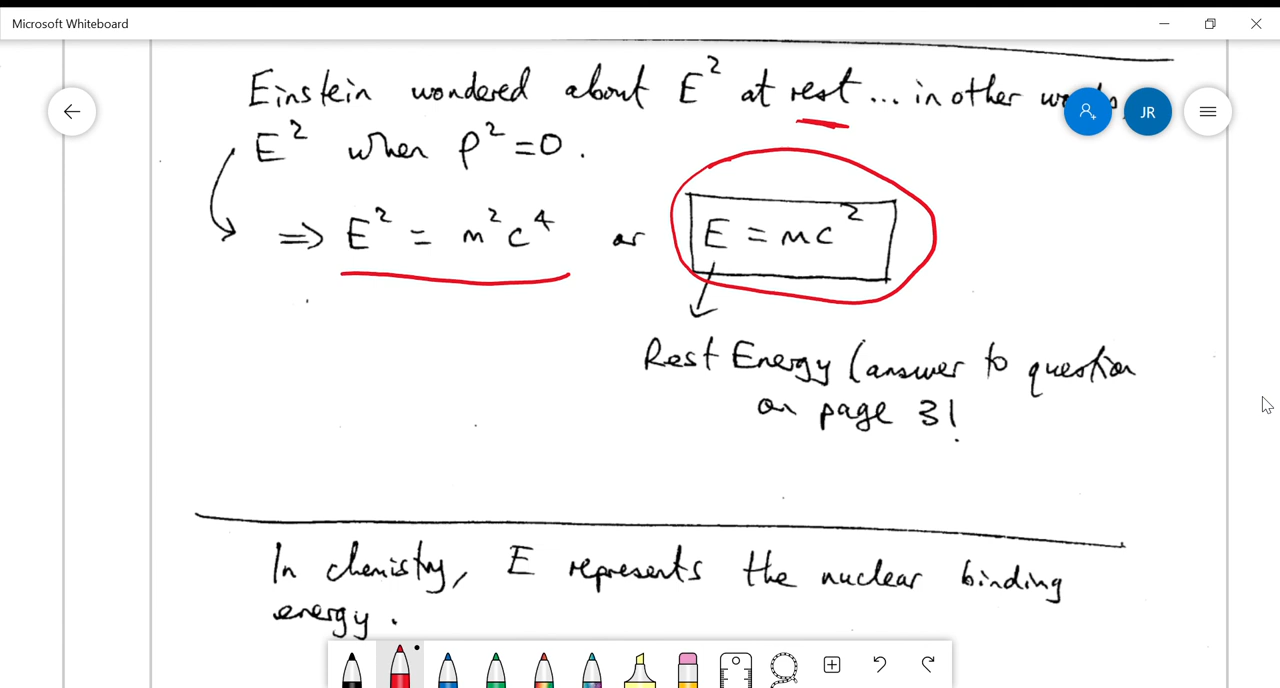 Microsoft Whiteboard
Einstein wondered about E² at rest... in other
JR
E² when p²=0.
⇒ E² = m²c⁴ or E = mc²
Rest Energy (answer to question
on page 3!
In chemistry, E represents the nuclear binding
energy.